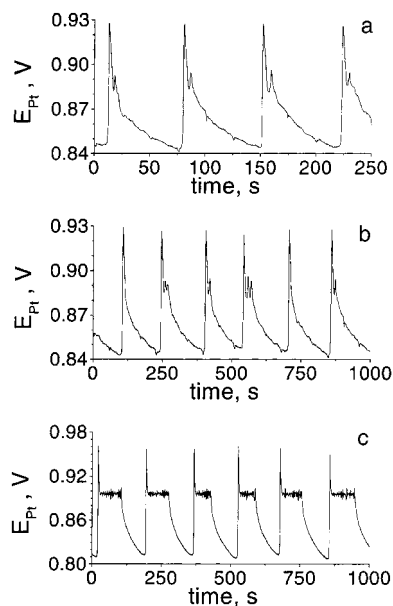 a
0.93
0.90
0.87
0.84
E_Pt , V
0 50 100 150 200 250
time, s
b
0.93
0.90
0.87
0.84
E_Pt , V
0 250 500 750 1000
time, s
c
0.98
0.92
0.86
0.80
E_Pt , V
0 250 500 750 1000
time, s